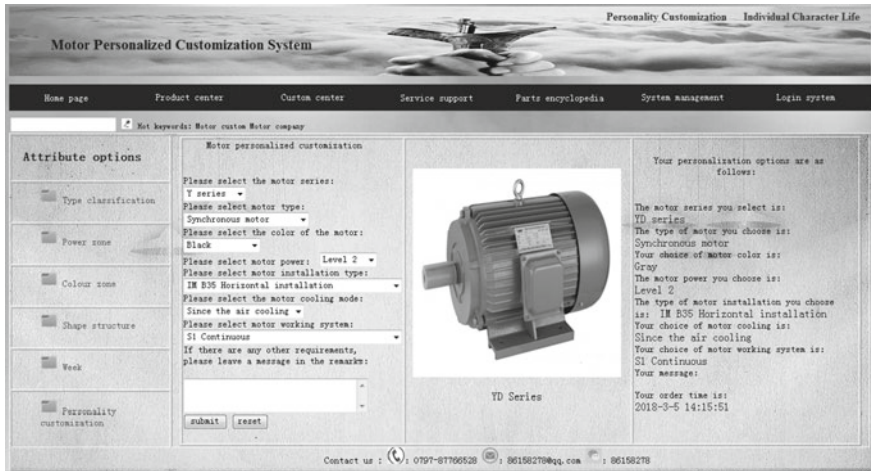 Personality Customization Individual Character Life
Motor Personalized Customization System
Home page Product center Custom center Service support Parts encyclopedia System management Login system
Hot keywords: Motor custom Motor company
Attribute options
Type classification
Power zone
Colour zone
Shape structure
Week
Personality
customization
Motor personalized customization
Please select the motor series:
Y series
Please select motor type:
Synchronous motor
Please select the color of the motor:
Black
Please select motor power: Level 2
Please select motor installation type:
IM B35 Horizontal installation
Please select the motor cooling mode:
Since the air cooling
Please select motor working system:
S1 Continuous
If there are any other requirements,
please leave a message in the remarks:
submit reset
YD Series
Your personalization options are as
follows:
The motor series you select is:
YD series
The type of motor you choose is:
Synchronous motor
Your choice of motor color is:
Gray
The motor power you choose is:
Level 2
The type of motor installation you choose
is: IM B35 Horizontal installation
Your choice of motor cooling is:
Since the air cooling
Your choice of motor working system is:
S1 Continuous
Your message:
Your order time is:
2018-3-5 14:15:51
Contact us : : 0797-87766528 : 86158278@qq.com : 86158278